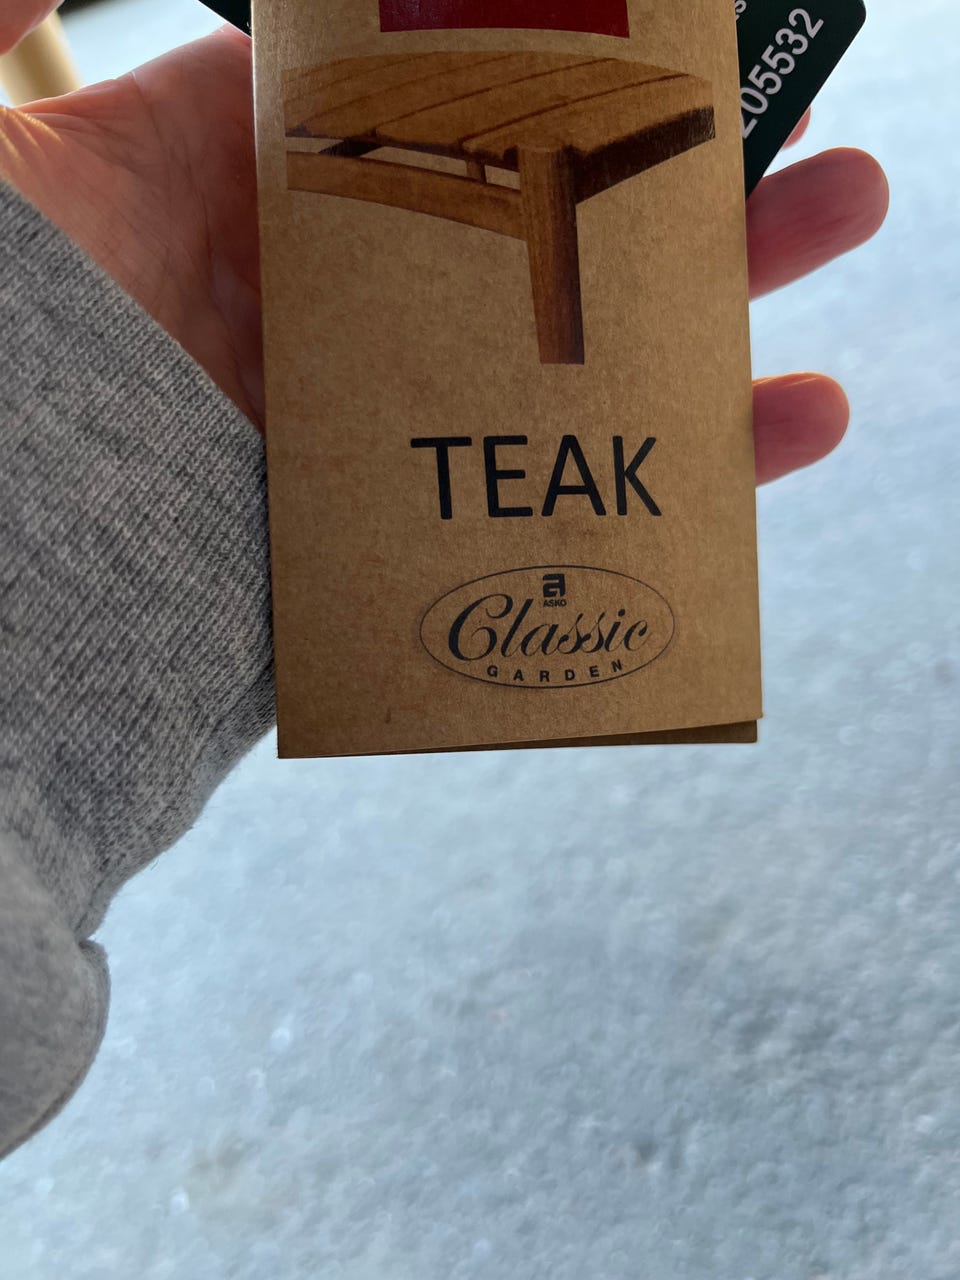 205532
TEAK
a
ASKO
Classic
GARDEN